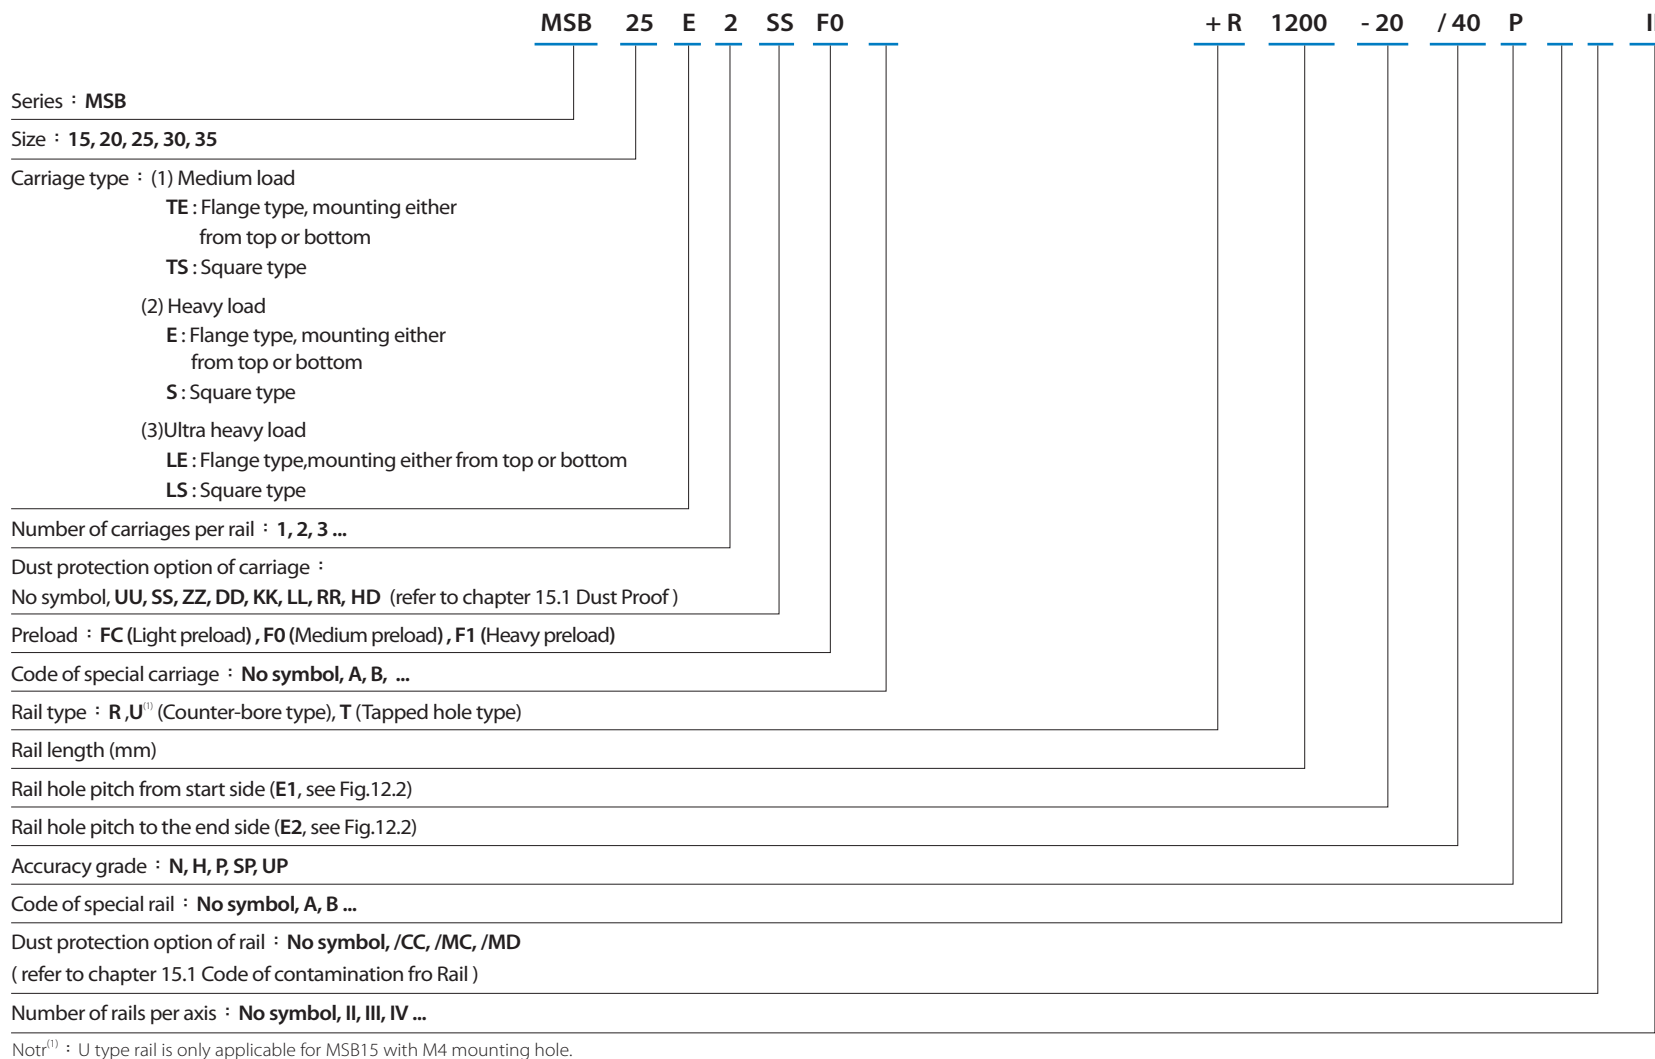 MSB 25 E 2 SS F0 + R 1200 - 20 / 40 P I
Series : MSB
Size : 15, 20, 25, 30, 35
Carriage type : (1) Medium load
TE : Flange type, mounting either
from top or bottom
TS : Square type
(2) Heavy load
E : Flange type, mounting either
from top or bottom
S : Square type
(3)Ultra heavy load
LE : Flange type,mounting either from top or bottom
LS : Square type
Number of carriages per rail : 1, 2, 3 ...
Dust protection option of carriage :
No symbol, UU, SS, ZZ, DD, KK, LL, RR, HD (refer to chapter 15.1 Dust Proof )
Preload : FC (Light preload) , F0 (Medium preload) , F1 (Heavy preload)
Code of special carriage : No symbol, A, B, ...
Rail type : R ,U(1) (Counter-bore type), T (Tapped hole type)
Rail length (mm)
Rail hole pitch from start side (E1, see Fig.12.2)
Rail hole pitch to the end side (E2, see Fig.12.2)
Accuracy grade : N, H, P, SP, UP
Code of special rail : No symbol, A, B ...
Dust protection option of rail : No symbol, /CC, /MC, /MD
( refer to chapter 15.1 Code of contamination fro Rail )
Number of rails per axis : No symbol, II, III, IV ...
Notr(1) : U type rail is only applicable for MSB15 with M4 mounting hole.